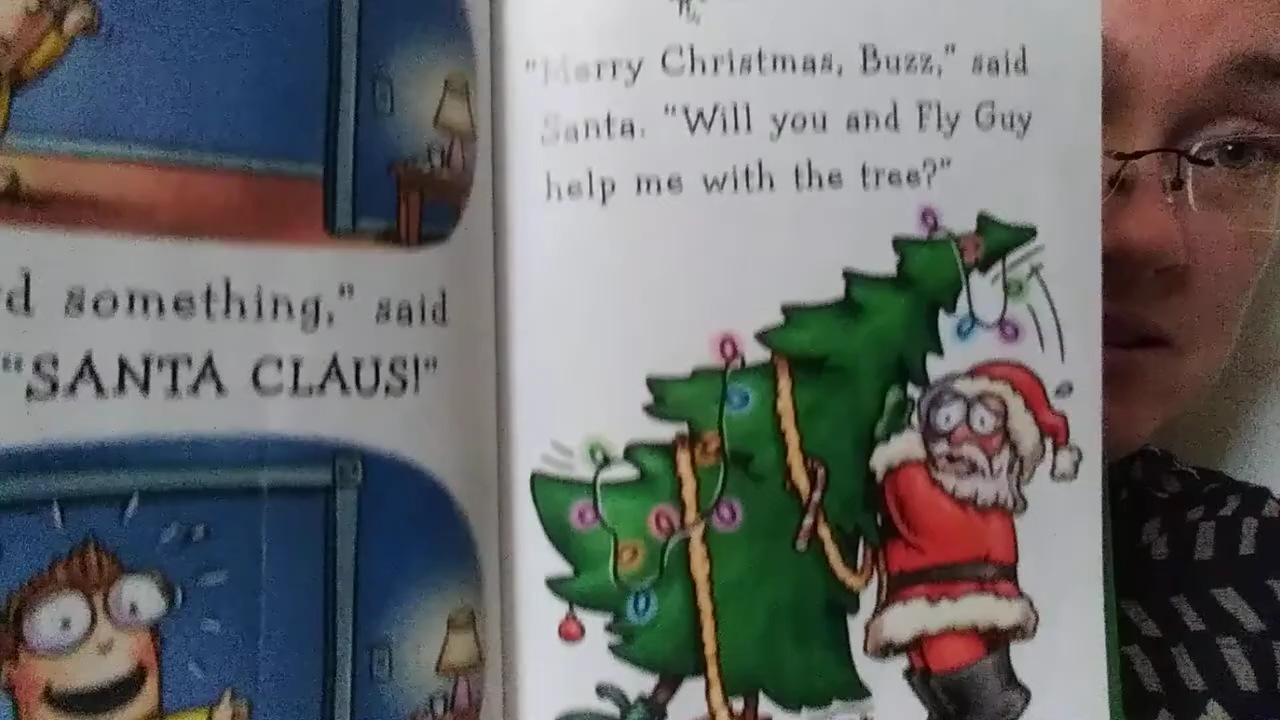 d something," said
"SANTA CLAUS!"
"Merry Christmas, Buzz," said
Santa. "Will you and Fly Guy
help me with the tree?"